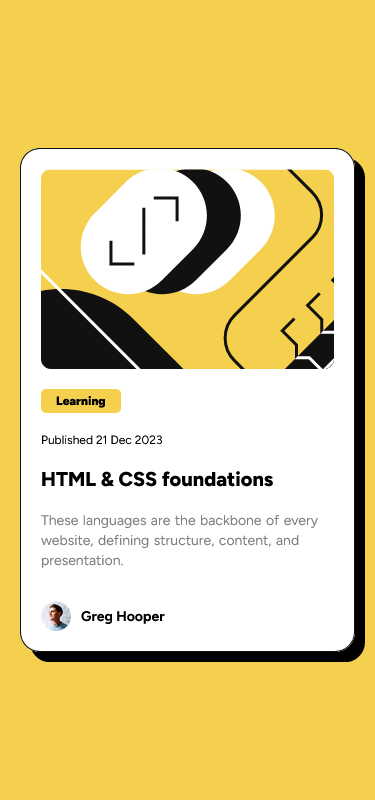 Learning
Published 21 Dec 2023
HTML & CSS foundations
These languages are the backbone of every
website, defining structure, content, and
presentation.
Greg Hooper